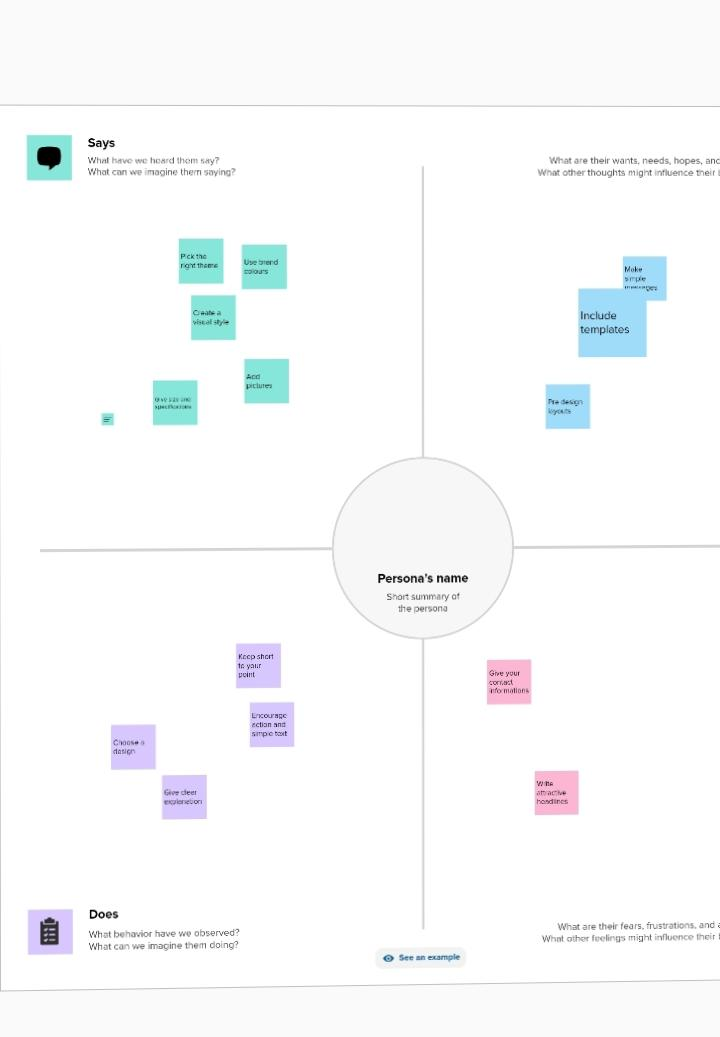 Says
What have we heard them say?
What can we imagine them saying?
What are their wants, needs, hopes, and
What other thoughts might influence their
Pick the
right theme
Use brand
colours
Create a
visual style
Add
pictures
Give size and
specifications
Make
simple
messages
Include
templates
Pre design
layouts
Persona's name
Short summary of
the persona
Keep short
to your
point
Encourage
action and
simple text
Choose a
design
Give clear
explanation
Give your
contact
informations
Write
attractive
headlines
Does
What behavior have we observed?
What can we imagine them doing?
What are their fears, frustrations, and
What other feelings might influence their
See an example